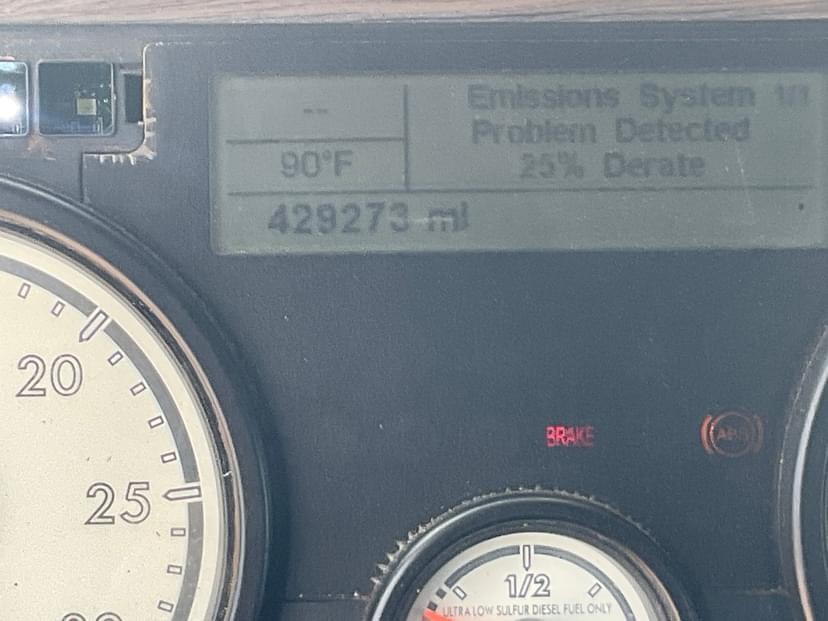 --
Emissions System 1/1
Problem Detected
25% Derate
90°F
429273 mi
20
25
BRAKE
ABS
1/2
ULTRA LOW SULFUR DIESEL FUEL ONLY